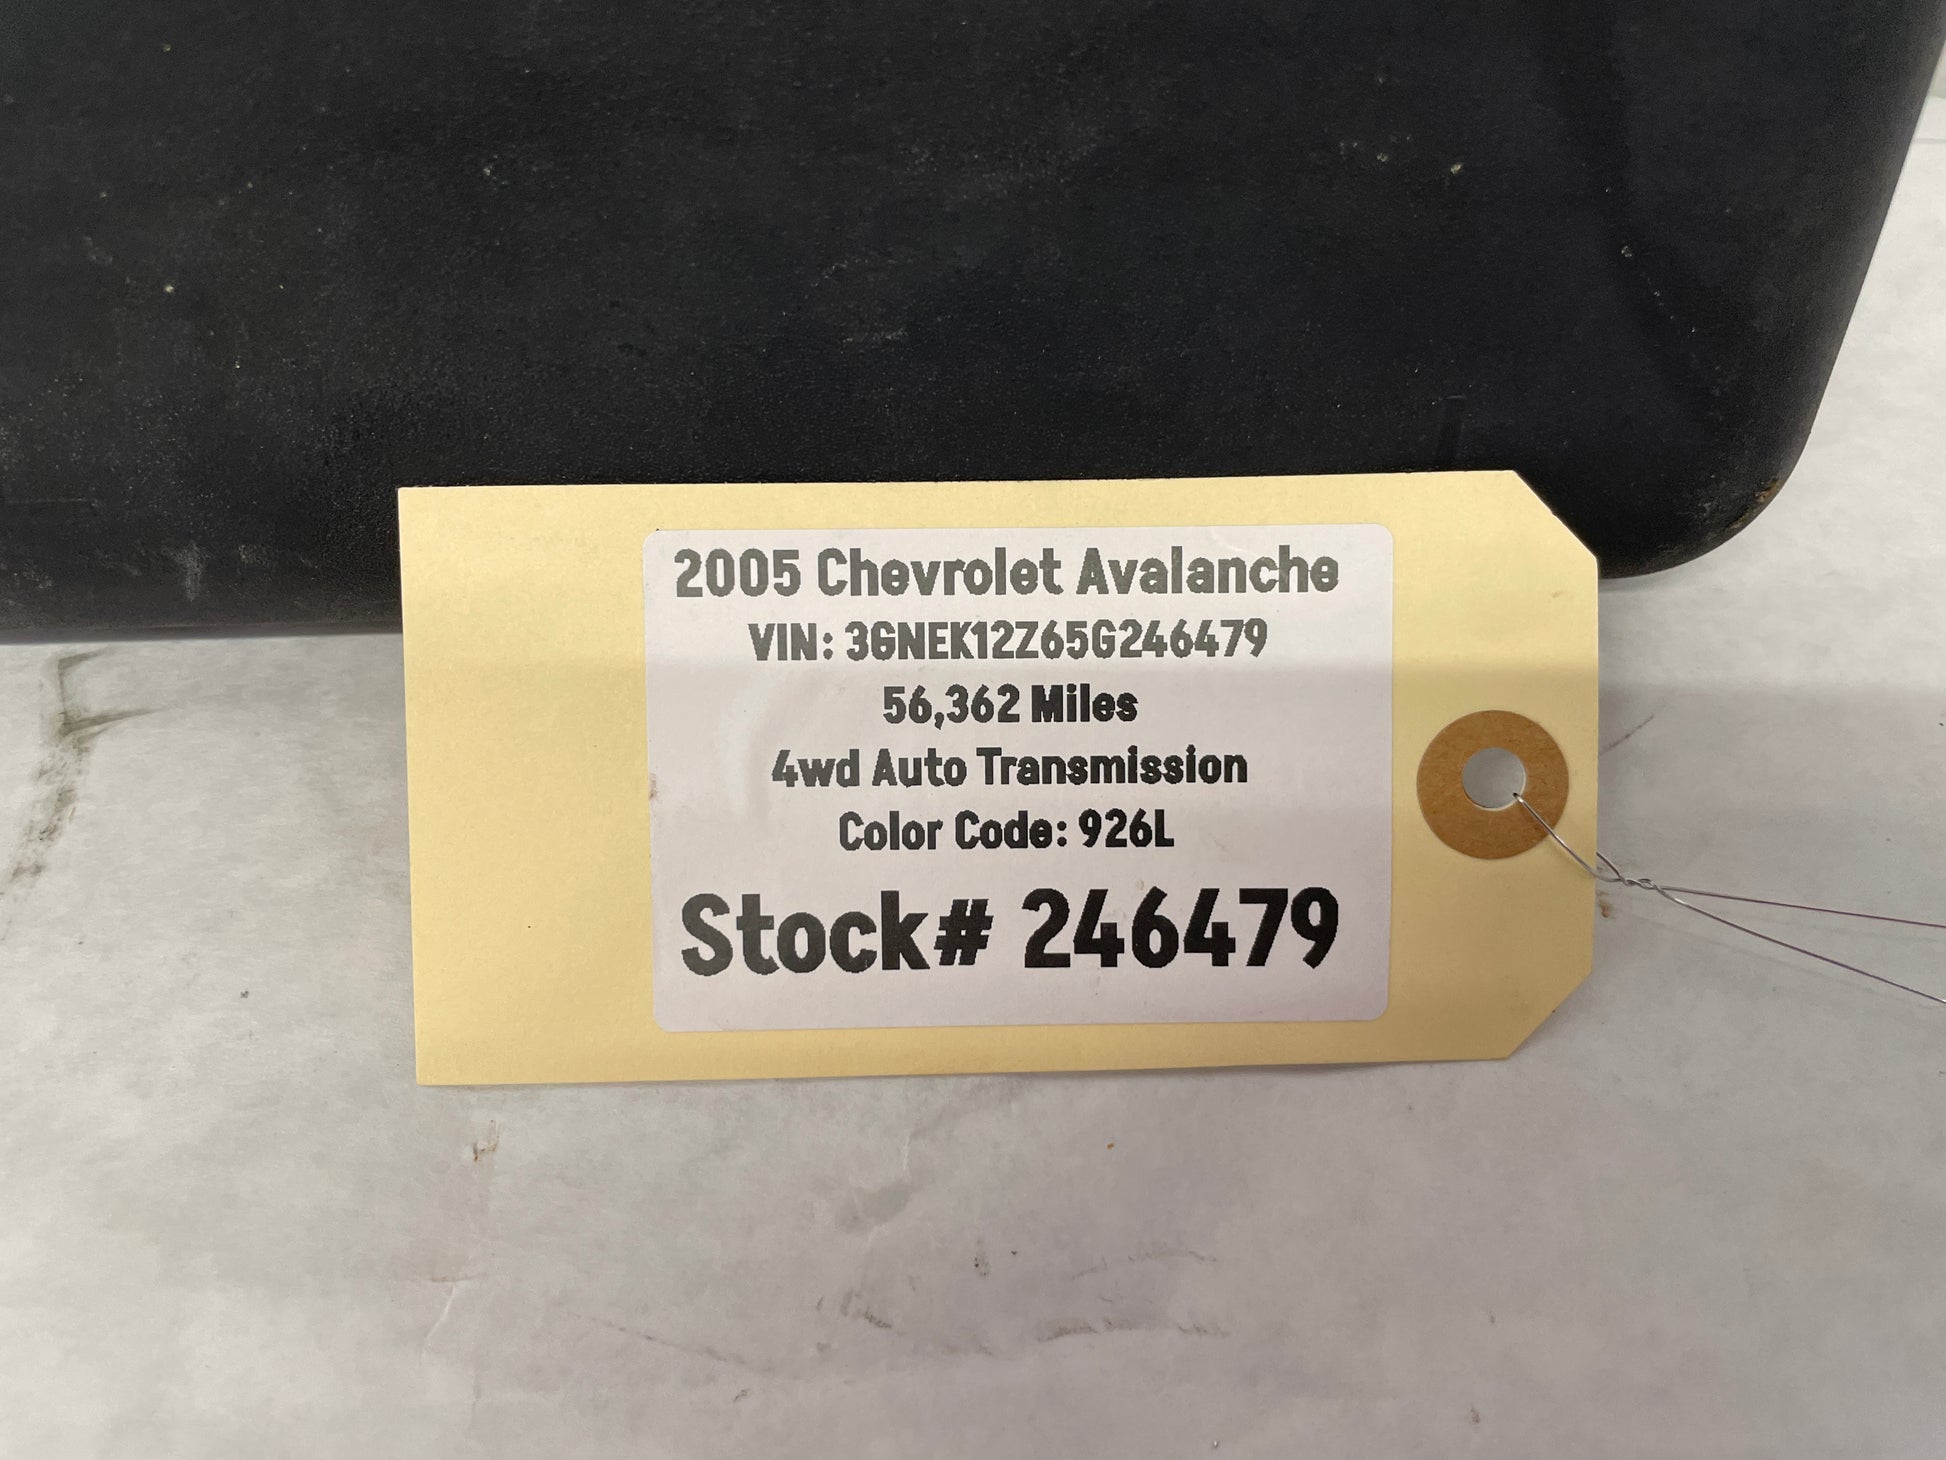 2005 Chevrolet Avalanche
VIN: 3GNEK12Z65G246479
56,362 Miles
4wd Auto Transmission
Color Code: 926L
Stock# 246479